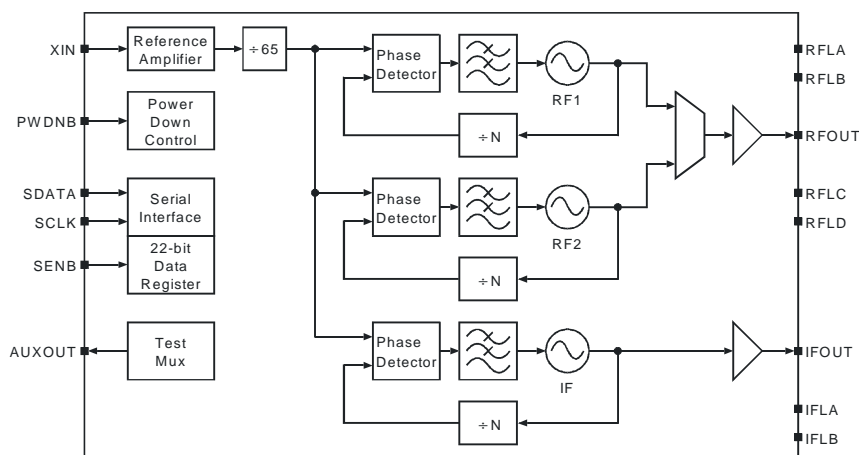 XIN
Reference
Amplifier
÷65
Phase
Detector
RF1
÷N
RFLA
RFLB
PWDNB
Power
Down
Control
RFOUT
SDATA
SCLK
Serial
Interface
SENB
22-bit
Data
Register
Phase
Detector
RF2
÷N
RFLC
RFLD
AUXOUT
Test
Mux
Phase
Detector
IF
÷N
IFOUT
IFLA
IFLB